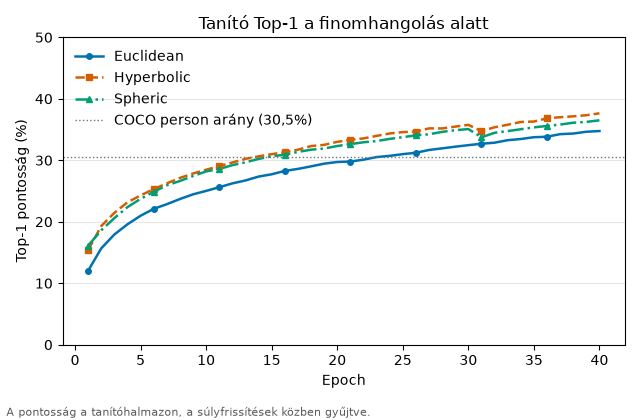 Tanító Top-1 a finomhangolás alatt
Top-1 pontosság (%)
50
40
30
20
10
0
Euclidean
Hyperbolic
Spheric
COCO person arány (30,5%)
0 5 10 15 20 25 30 35 40
Epoch
A pontosság a tanítóhalmazon, a súlyfrissítések közben gyűjtve.